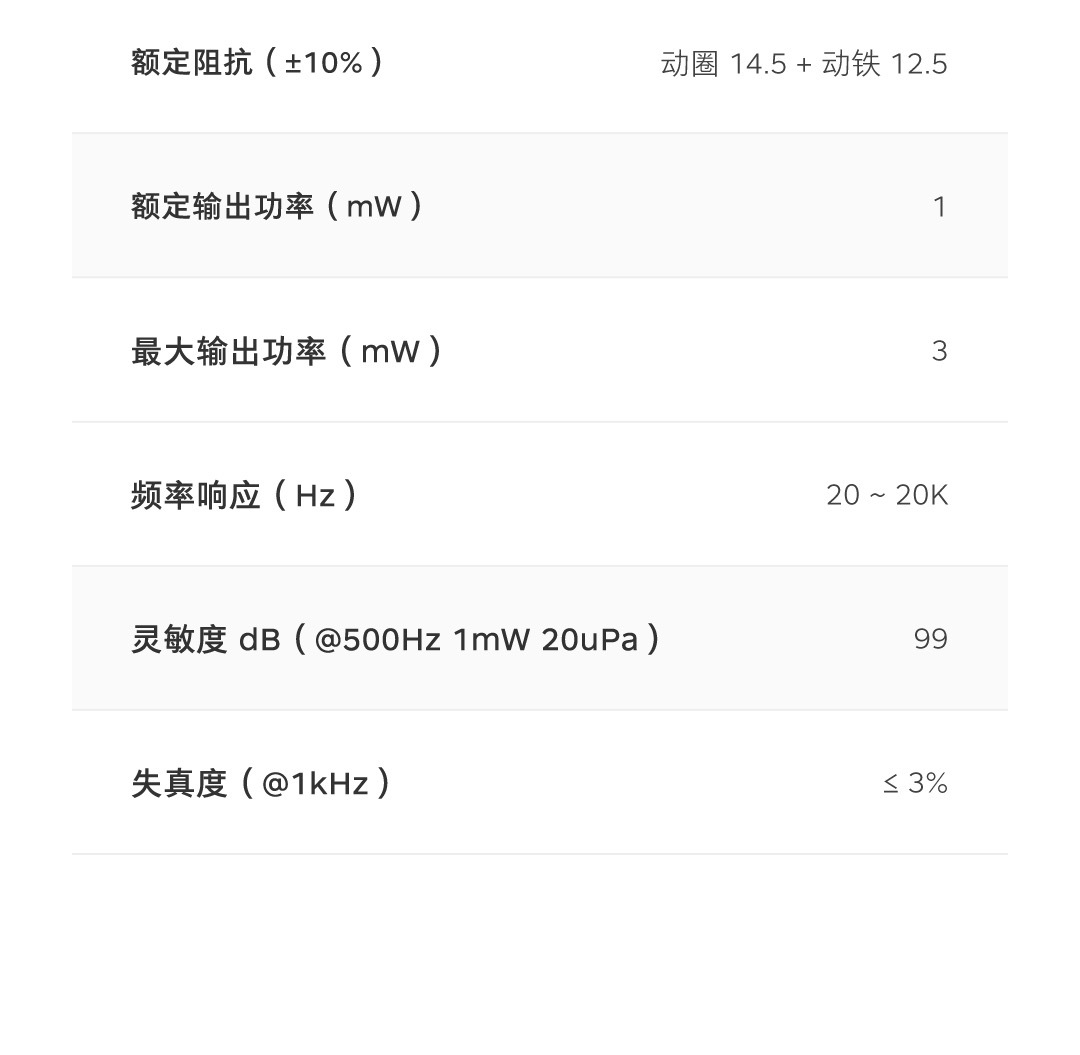 额定阻抗（±10%） 动圈 14.5 + 动铁 12.5
额定输出功率（mW） 1
最大输出功率（mW） 3
频率响应（Hz） 20 ~ 20K
灵敏度 dB（@500Hz 1mW 20uPa） 99
失真度（@1kHz） ≤ 3%